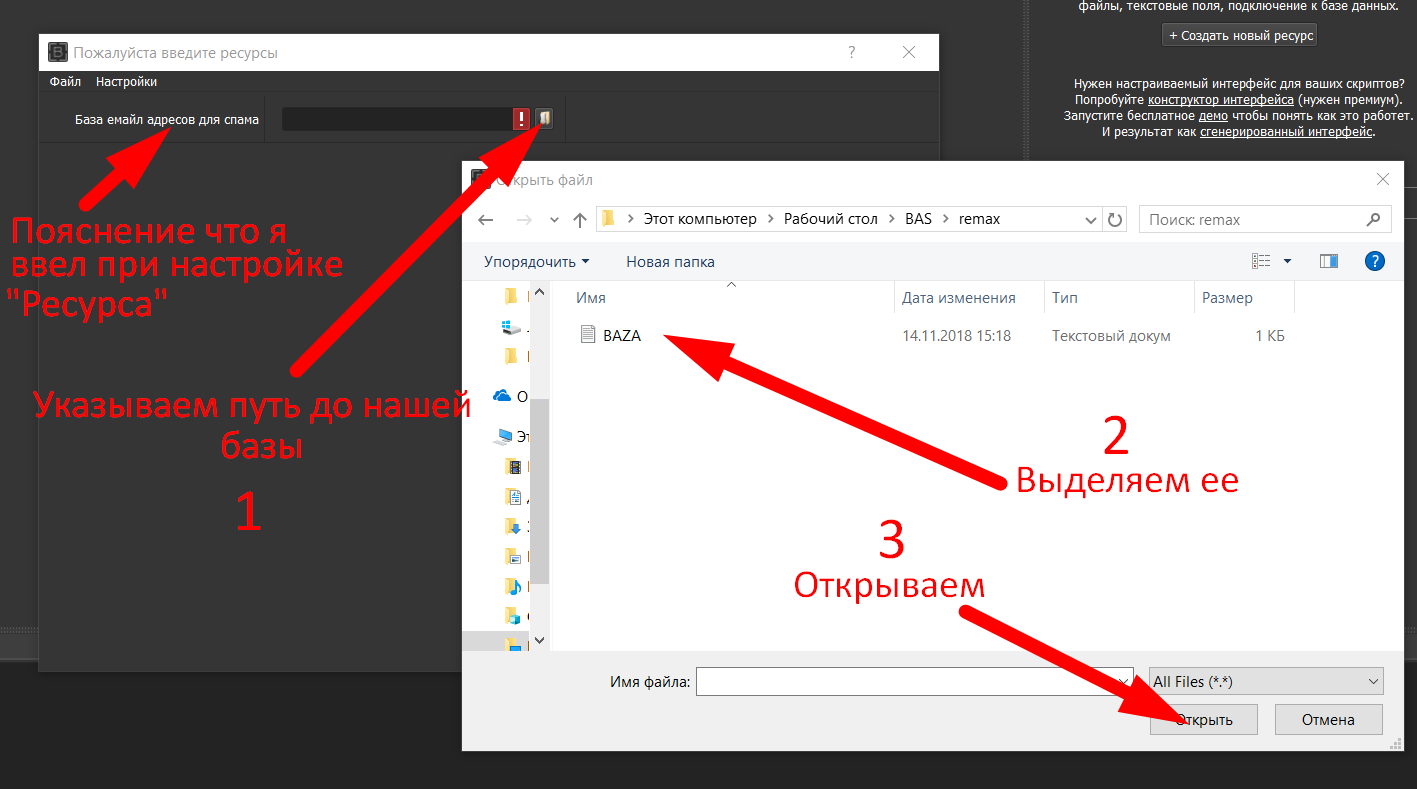 файлы, текстовые поля, подключение к базе данных.
+ Создать новый ресурс
Нужен настраиваемый интерфейс для ваших скриптов?
Попробуйте конструктор интерфейса (нужен премиум).
Запустите бесплатное демо чтобы понять как это работет.
И результат как сгенерированный интерфейс.
Пожалуйста введите ресурсы
?
Файл Настройки
База емайл адресов для спама
!
Пояснение что я
ввел при настройке
"Ресурса"
Указываем путь до нашей
базы
1
файл
Этот компьютер > Рабочий стол > BAS > remax
Поиск: remax
Упорядочить
Новая папка
?
Имя
Дата изменения
Тип
Размер
BAZA
14.11.2018 15:18
Текстовый докум
1 КБ
2
Выделяем ее
3
Открываем
Имя файла:
All Files (*.*)
Открыть
Отмена